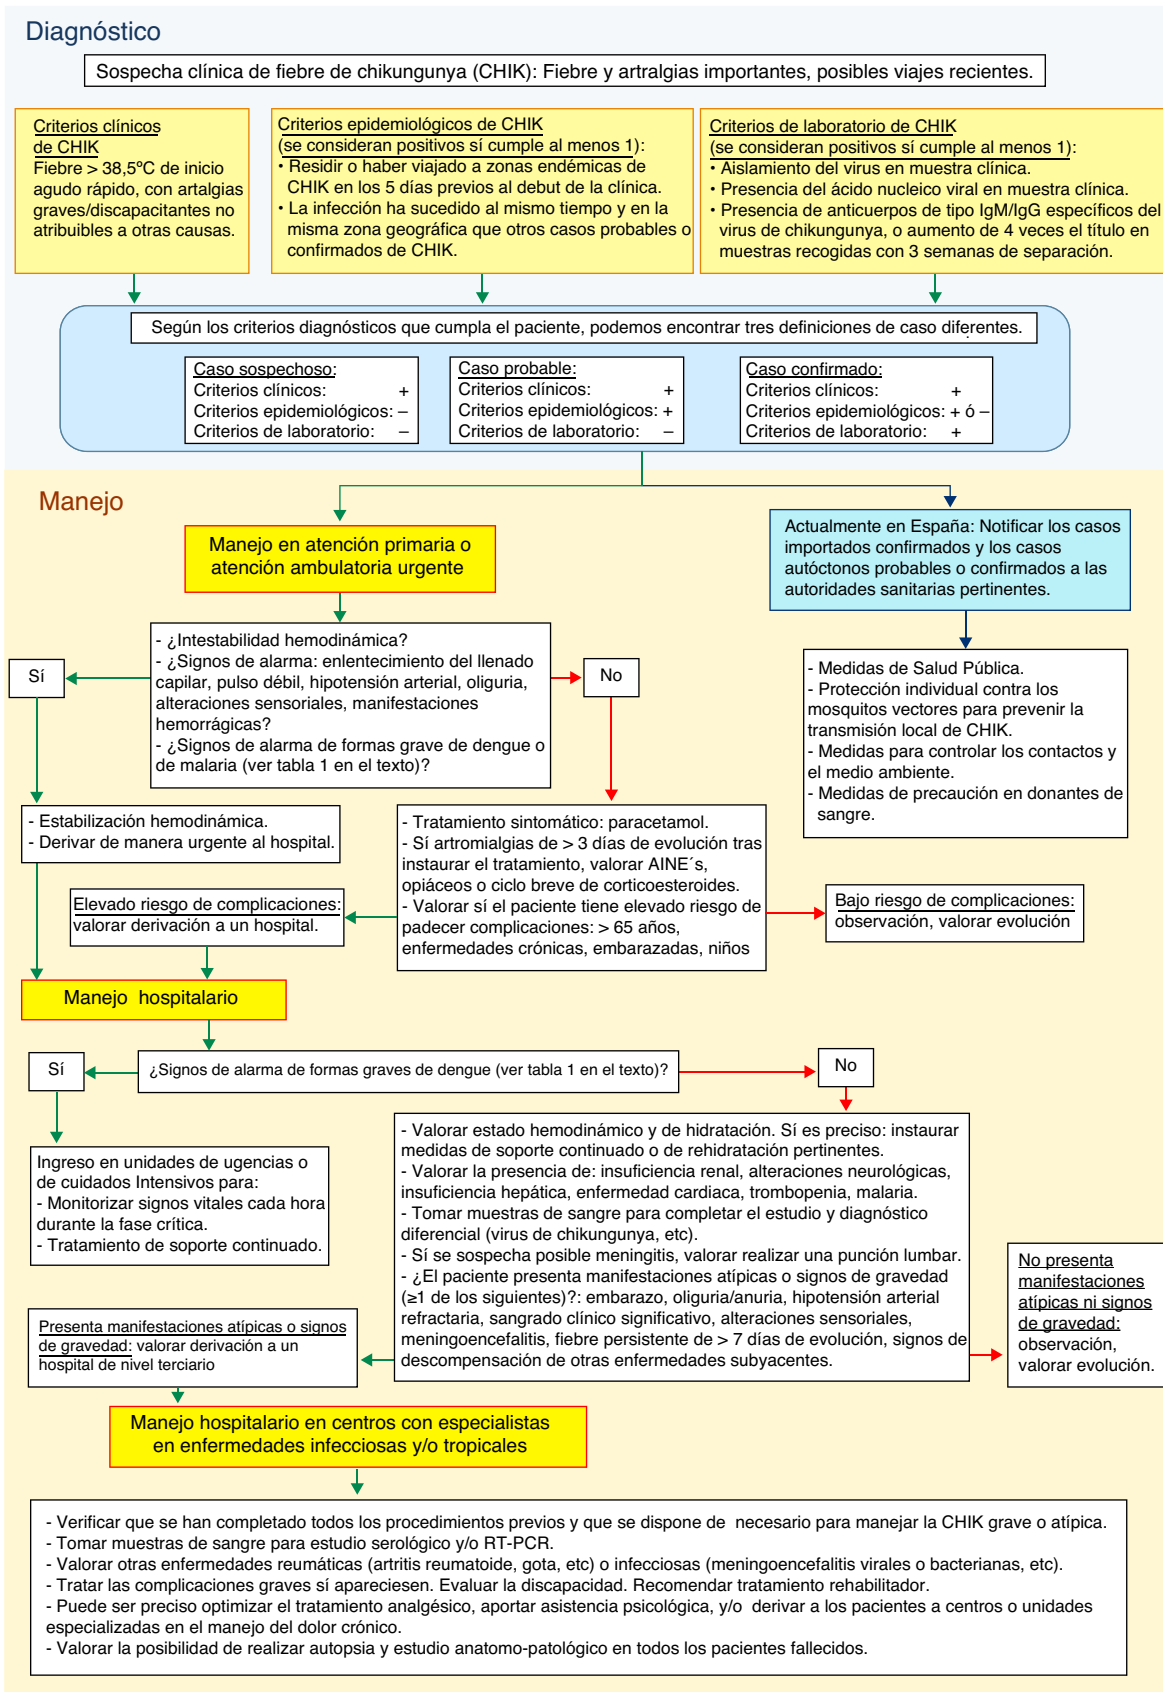 Diagnóstico
Sospecha clínica de fiebre de chikungunya (CHIK): Fiebre y artralgias importantes, posibles viajes recientes.
Criterios clínicos
de CHIK
Fiebre > 38,5ºC de inicio
agudo rápido, con artalgias
graves/discapacitantes no
atribuibles a otras causas.
Criterios epidemiológicos de CHIK
(se consideran positivos sí cumple al menos 1):
• Residir o haber viajado a zonas endémicas de
CHIK en los 5 días previos al debut de la clínica.
• La infección ha sucedido al mismo tiempo y en la
misma zona geográfica que otros casos probables o
confirmados de CHIK.
Criterios de laboratorio de CHIK
(se consideran positivos sí cumple al menos 1):
• Aislamiento del virus en muestra clínica.
• Presencia del ácido nucleico viral en muestra clínica.
• Presencia de anticuerpos de tipo IgM/IgG específicos del
virus de chikungunya, o aumento de 4 veces el título en
muestras recogidas con 3 semanas de separación.
Según los criterios diagnósticos que cumpla el paciente, podemos encontrar tres definiciones de caso diferentes.
Caso sospechoso:
Criterios clínicos: +
Criterios epidemiológicos: –
Criterios de laboratorio: –
Caso probable:
Criterios clínicos: +
Criterios epidemiológicos: +
Criterios de laboratorio: –
Caso confirmado:
Criterios clínicos: +
Criterios epidemiológicos: + ó –
Criterios de laboratorio: +
Manejo
Manejo en atención primaria o
atención ambulatoria urgente
Actualmente en España: Notificar los casos
importados confirmados y los casos
autóctonos probables o confirmados a las
autoridades sanitarias pertinentes.
- ¿Intestabilidad hemodinámica?
- ¿Signos de alarma: enlentecimiento del llenado
capilar, pulso débil, hipotensión arterial, oliguria,
alteraciones sensoriales, manifestaciones
hemorrágicas?
- ¿Signos de alarma de formas grave de dengue o
de malaria (ver tabla 1 en el texto)?
Sí
No
- Medidas de Salud Pública.
- Protección individual contra los
mosquitos vectores para prevenir la
transmisión local de CHIK.
- Medidas para controlar los contactos y
el medio ambiente.
- Medidas de precaución en donantes de
sangre.
- Estabilización hemodinámica.
- Derivar de manera urgente al hospital.
- Tratamiento sintomático: paracetamol.
- Sí artromialgias de > 3 días de evolución tras
instaurar el tratamiento, valorar AINE´s,
opiáceos o ciclo breve de corticoesteroides.
- Valorar sí el paciente tiene elevado riesgo de
padecer complicaciones: > 65 años,
enfermedades crónicas, embarazadas, niños
Elevado riesgo de complicaciones:
valorar derivación a un hospital.
Bajo riesgo de complicaciones:
observación, valorar evolución
Manejo hospitalario
¿Signos de alarma de formas graves de dengue (ver tabla 1 en el texto)?
Sí
No
Ingreso en unidades de ugencias o
de cuidados Intensivos para:
- Monitorizar signos vitales cada hora
durante la fase crítica.
- Tratamiento de soporte continuado.
- Valorar estado hemodinámico y de hidratación. Sí es preciso: instaurar
medidas de soporte continuado o de rehidratación pertinentes.
- Valorar la presencia de: insuficiencia renal, alteraciones neurológicas,
insuficiencia hepática, enfermedad cardiaca, trombopenia, malaria.
- Tomar muestras de sangre para completar el estudio y diagnóstico
diferencial (virus de chikungunya, etc).
- Sí se sospecha posible meningitis, valorar realizar una punción lumbar.
- ¿El paciente presenta manifestaciones atípicas o signos de gravedad
(≥1 de los siguientes)?: embarazo, oliguria/anuria, hipotensión arterial
refractaria, sangrado clínico significativo, alteraciones sensoriales,
meningoencefalitis, fiebre persistente de > 7 días de evolución, signos de
descompensación de otras enfermedades subyacentes.
No presenta
manifestaciones
atípicas ni signos
de gravedad:
observación,
valorar evolución.
Presenta manifestaciones atípicas o signos
de gravedad: valorar derivación a un
hospital de nivel terciario
Manejo hospitalario en centros con especialistas
en enfermedades infecciosas y/o tropicales
- Verificar que se han completado todos los procedimientos previos y que se dispone de necesario para manejar la CHIK grave o atípica.
- Tomar muestras de sangre para estudio serológico y/o RT-PCR.
- Valorar otras enfermedades reumáticas (artritis reumatoide, gota, etc) o infecciosas (meningoencefalitis virales o bacterianas, etc).
- Tratar las complicaciones graves sí apareciesen. Evaluar la discapacidad. Recomendar tratamiento rehabilitador.
- Puede ser preciso optimizar el tratamiento analgésico, aportar asistencia psicológica, y/o derivar a los pacientes a centros o unidades
especializadas en el manejo del dolor crónico.
- Valorar la posibilidad de realizar autopsia y estudio anatomo-patológico en todos los pacientes fallecidos.